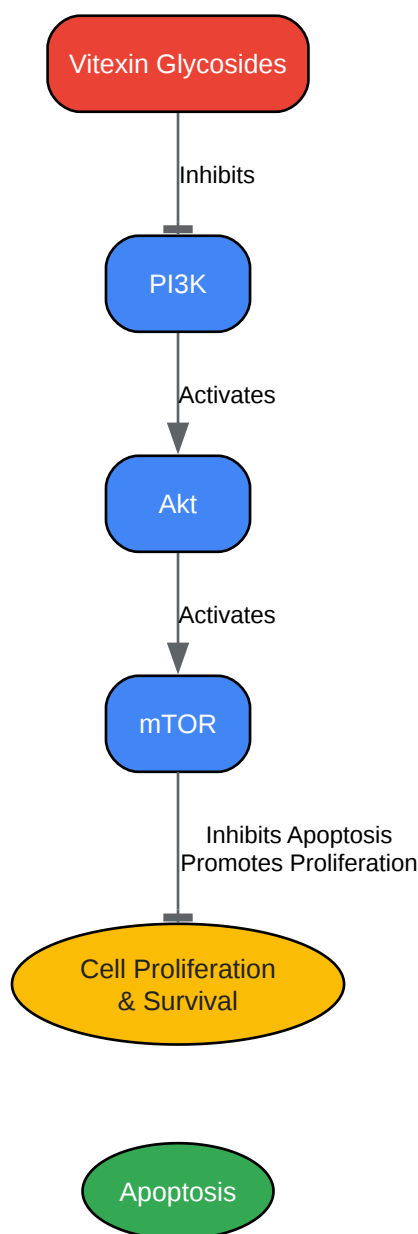 Vitexin Glycosides
Inhibits
PI3K
Activates
Akt
Activates
mTOR
Inhibits Apoptosis
Promotes Proliferation
Cell Proliferation
& Survival
Apoptosis